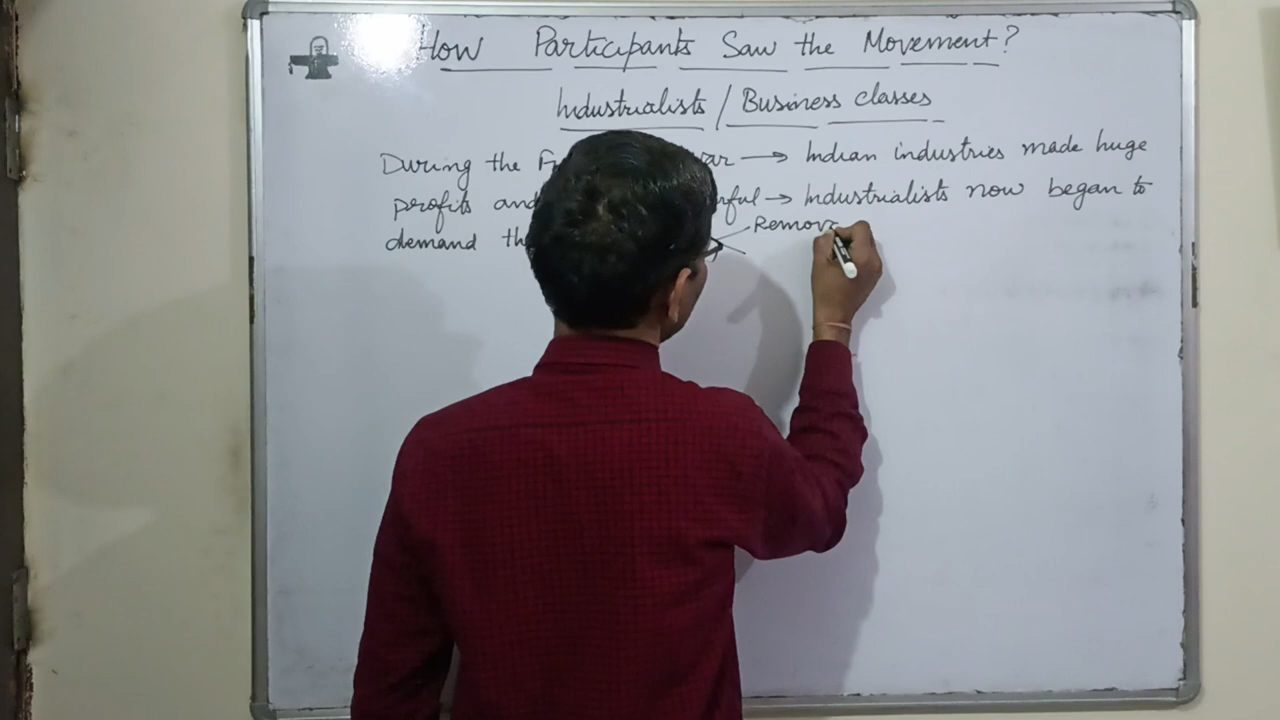 How Participants Saw the Movement?
Industrialists / Business classes
During the war → Indian industries made huge
profits and → Industrialists now began to
demand Remov